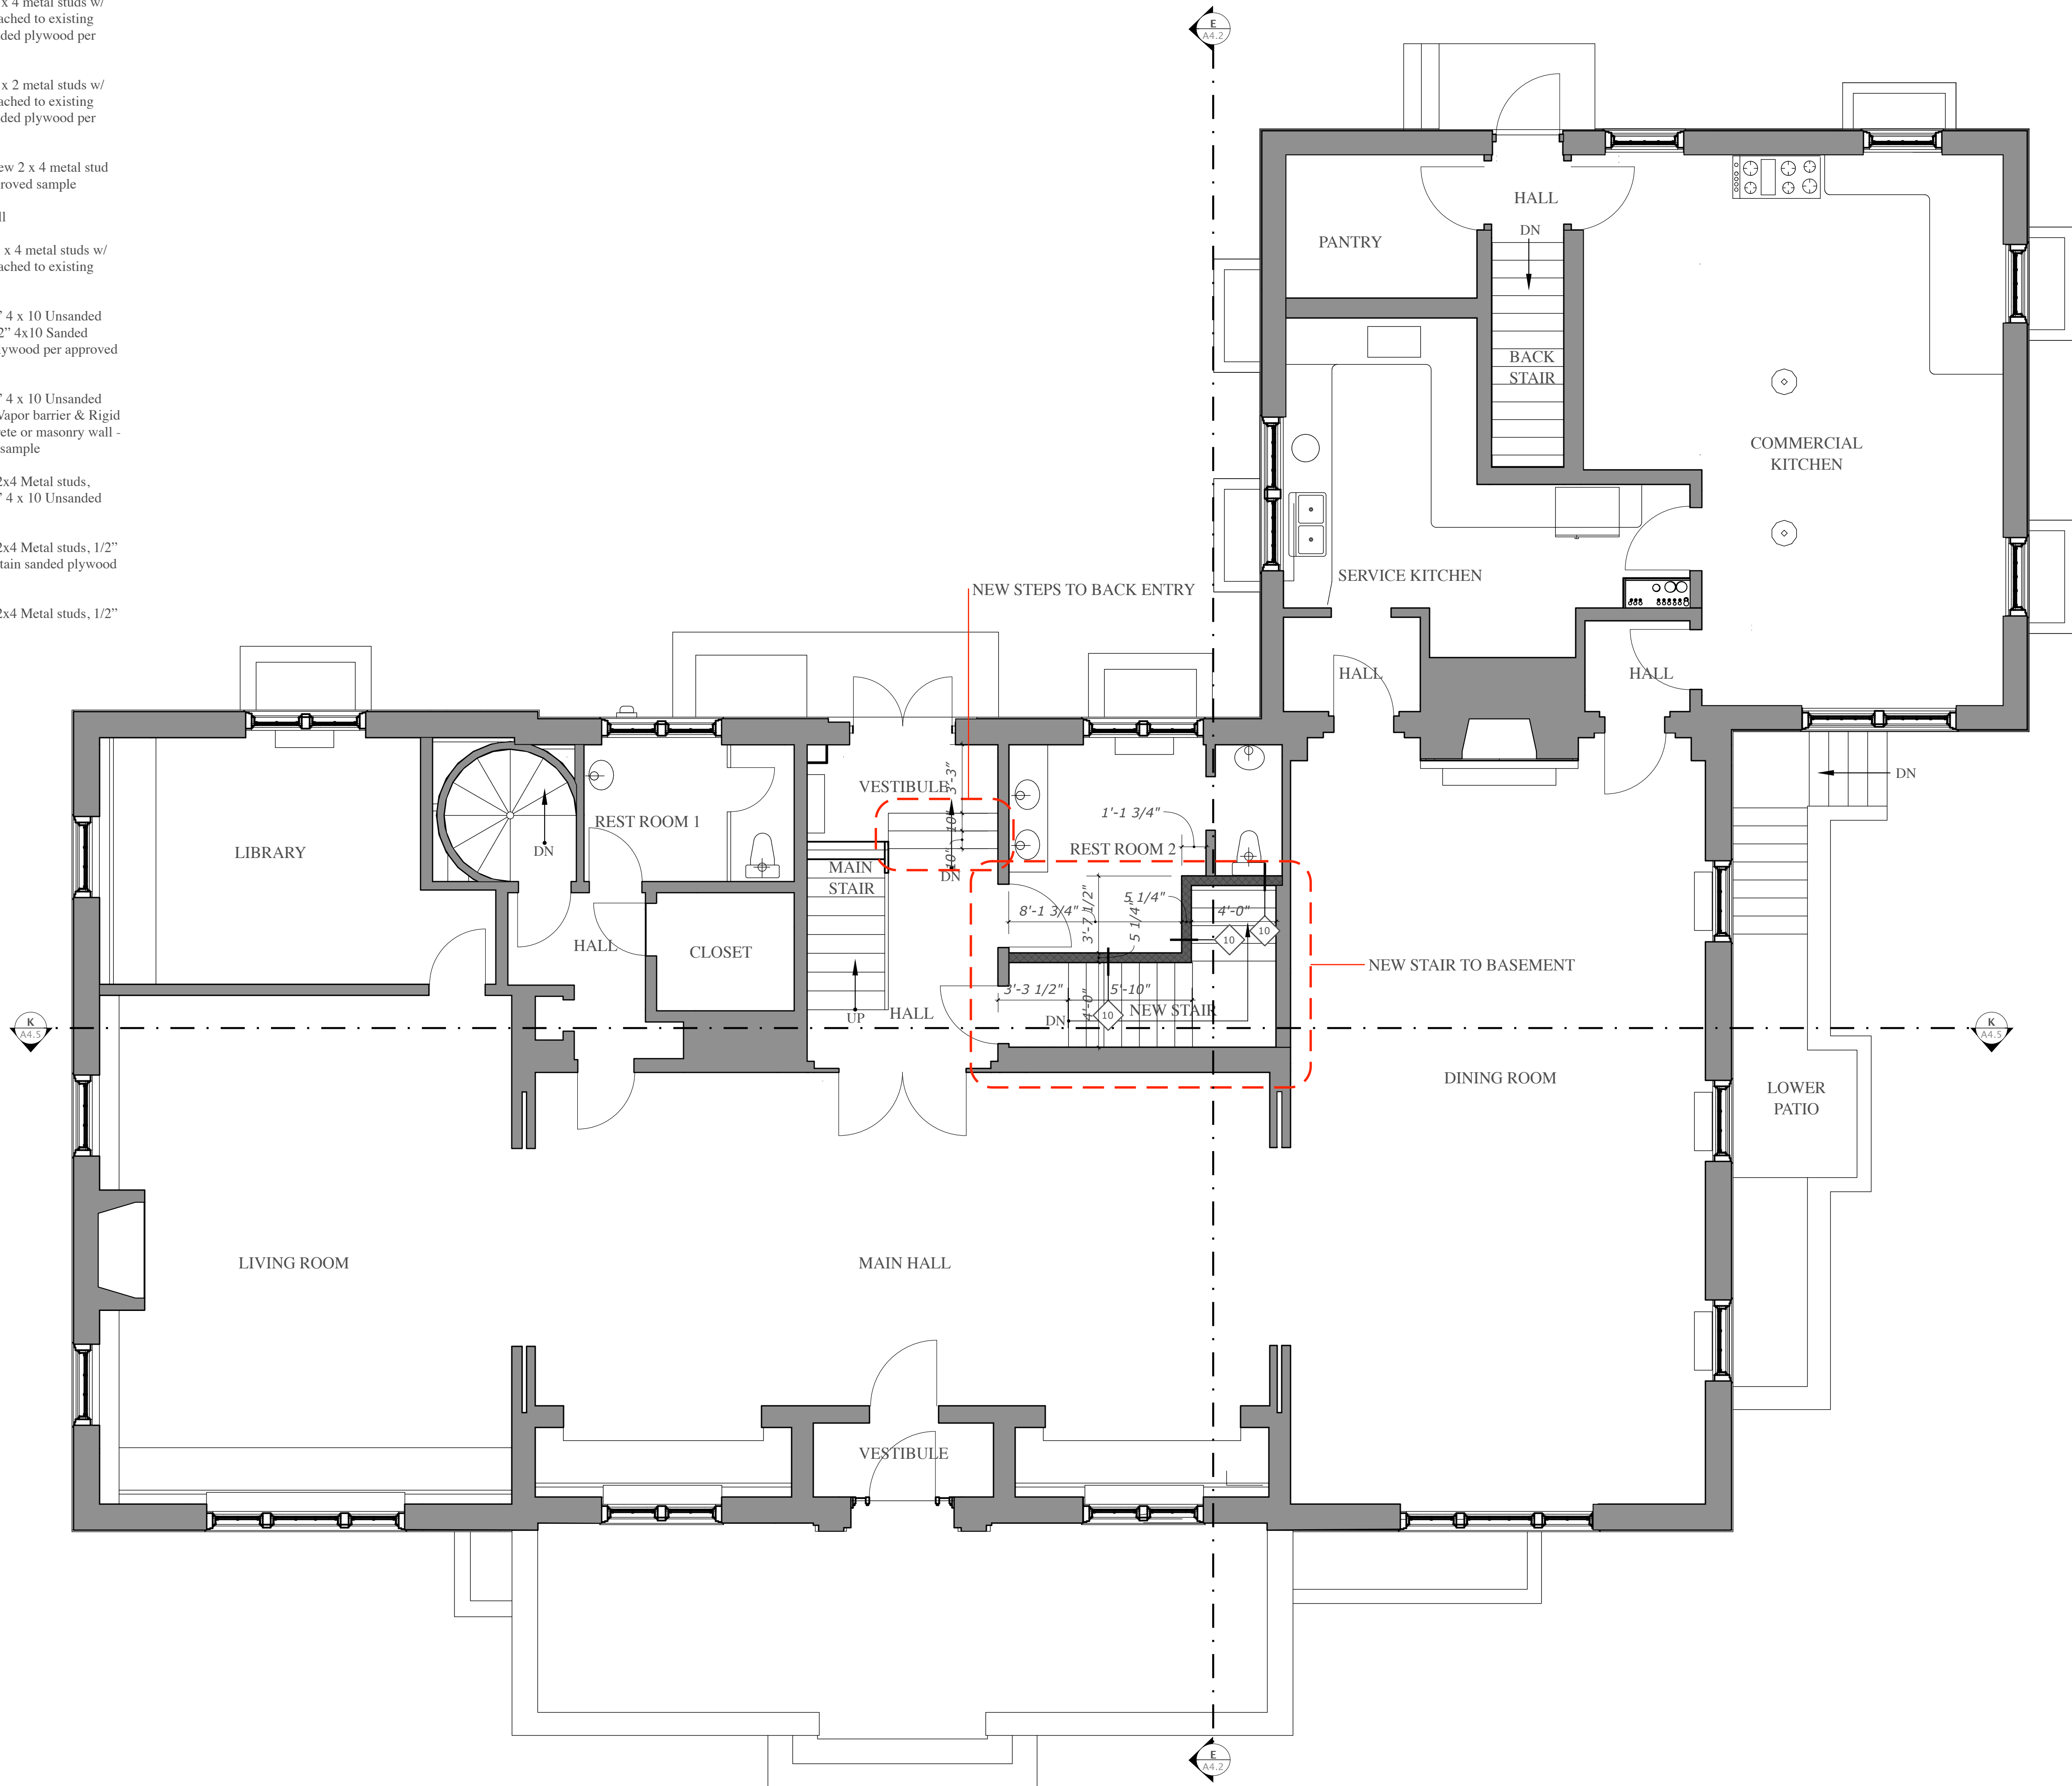 x 4 metal studs w/
ached to existing
ded plywood per
x 2 metal studs w/
ached to existing
ded plywood per
ew 2 x 4 metal stud
roved sample
ll
x 4 metal studs w/
ached to existing
” 4 x 10 Unsanded
2” 4x10 Sanded
lywood per approved
” 4 x 10 Unsanded
Vapor barrier & Rigid
rete or masonry wall -
sample
2x4 Metal studs,
” 4 x 10 Unsanded
2x4 Metal studs, 1/2”
tain sanded plywood
2x4 Metal studs, 1/2”
E
A4.2
HALL
DN
PANTRY
BACK
STAIR
COMMERCIAL
KITCHEN
SERVICE KITCHEN
NEW STEPS TO BACK ENTRY
HALL
HALL
DN
VESTIBULE
3'-3"
10"
10"
DN
REST ROOM 1
LIBRARY
DN
MAIN
STAIR
1'-1 3/4"
REST ROOM 2
8'-1 3/4"
3'-7 1/2"
5 1/4"
5 1/4"
4'-0"
10
10
HALL
CLOSET
NEW STAIR TO BASEMENT
3'-3 1/2"
5'-10"
4'-0"
10
NEW STAIR
DN
UP
HALL
K
A4.5
K
A4.5
DINING ROOM
LOWER
PATIO
LIVING ROOM
MAIN HALL
VESTIBULE
E
A4.2